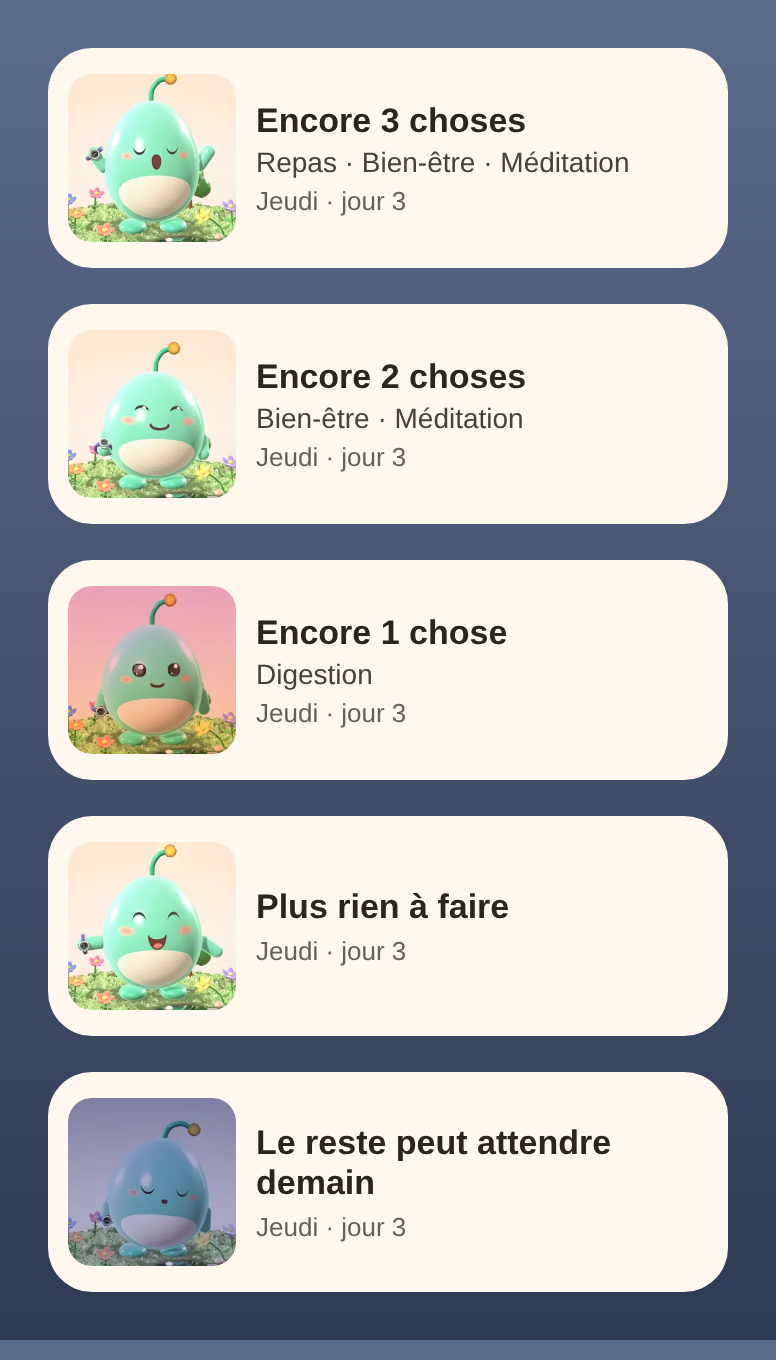 Encore 3 choses
Repas · Bien-être · Méditation
Jeudi · jour 3
Encore 2 choses
Bien-être · Méditation
Jeudi · jour 3
Encore 1 chose
Digestion
Jeudi · jour 3
Plus rien à faire
Jeudi · jour 3
Le reste peut attendre
demain
Jeudi · jour 3